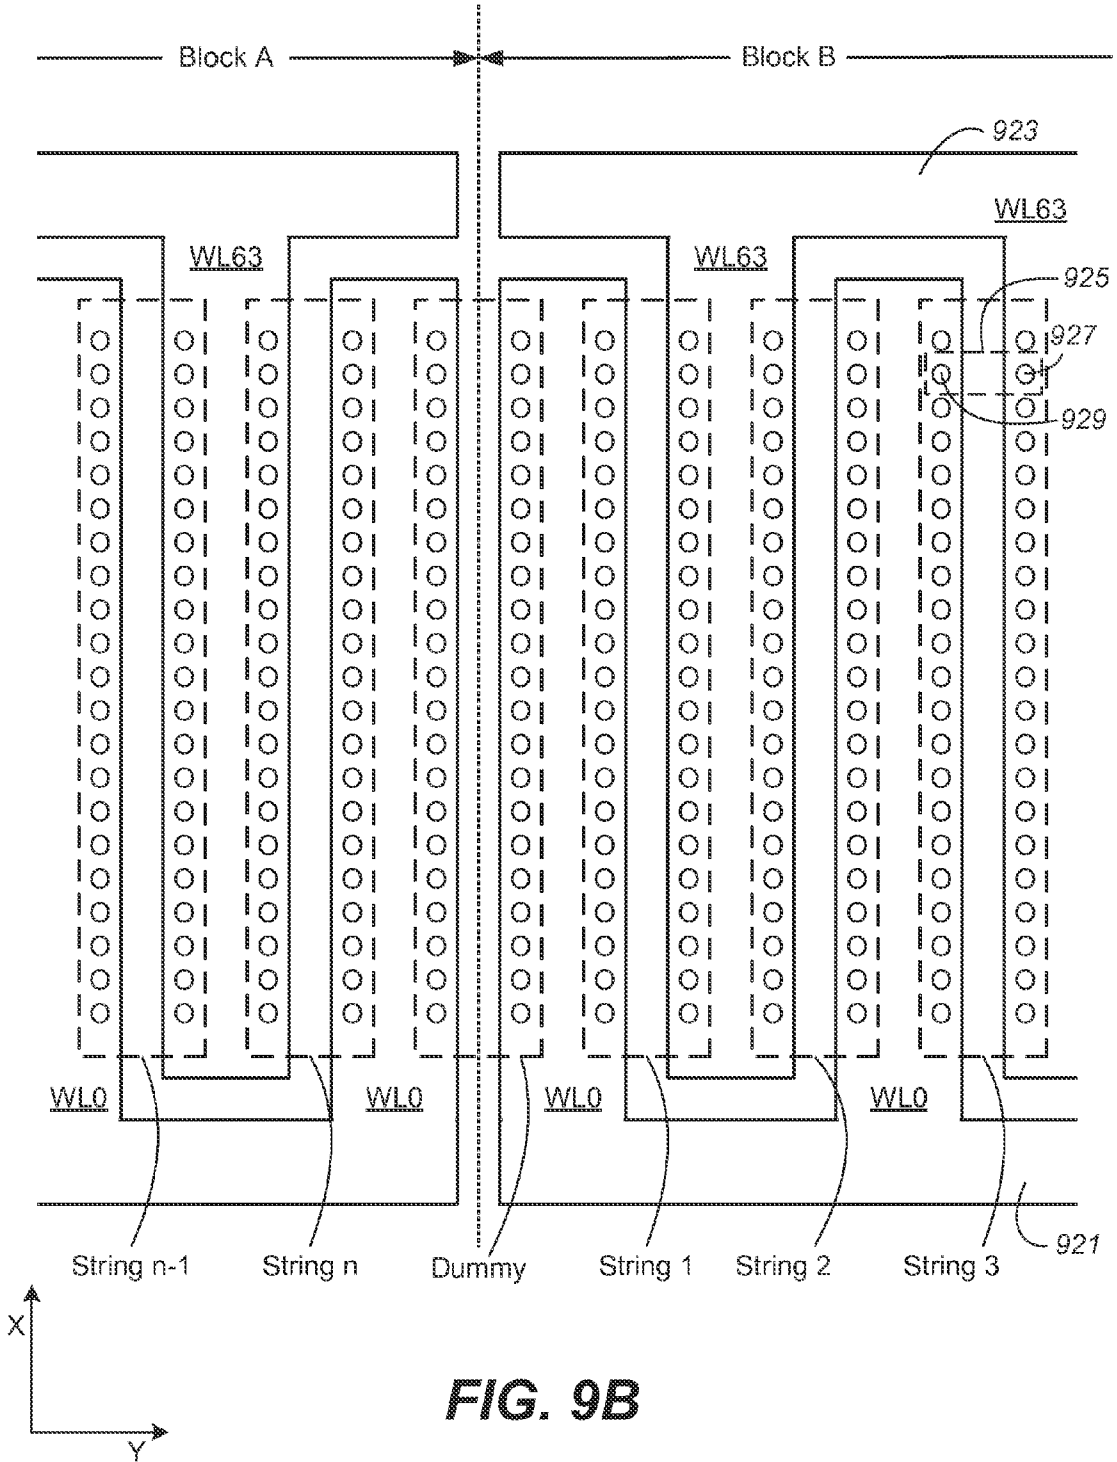 Block A Block B
923
WL63
WL63 WL63
925
927
929
WL0 WL0 WL0 WL0
921
String n-1 String n Dummy String 1 String 2 String 3
X
Y
FIG. 9B